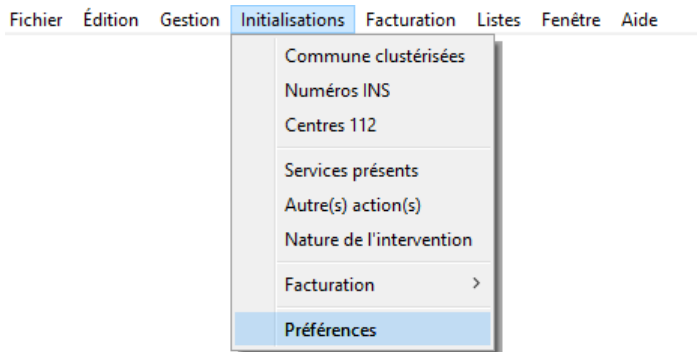 Fichier Édition Gestion Initialisations Facturation Listes Fenêtre Aide
Commune clustérisées
Numéros INS
Centres 112
Services présents
Autre(s) action(s)
Nature de l'intervention
Facturation >
Préférences